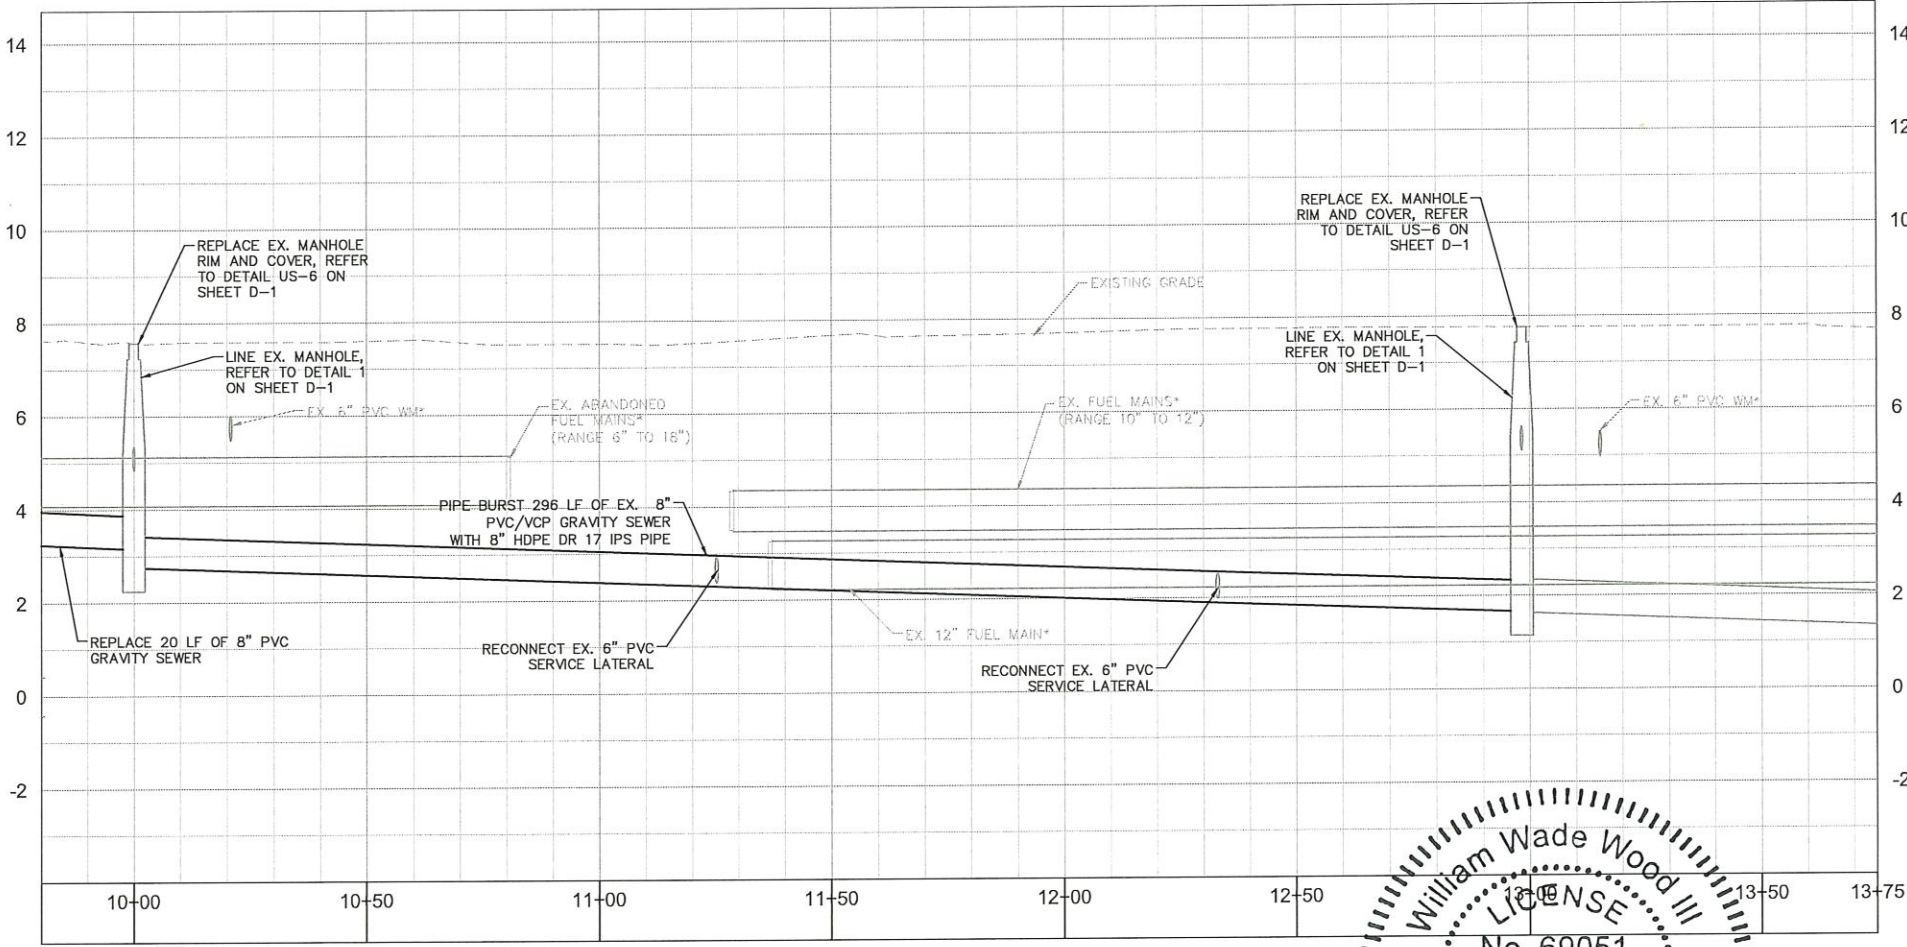 14
12
10
8
6
4
2
0
-2
14
12
10
8
6
4
2
0
-2
REPLACE EX. MANHOLE
RIM AND COVER, REFER
TO DETAIL US-6 ON
SHEET D-1
LINE EX. MANHOLE,
REFER TO DETAIL 1
ON SHEET D-1
EX. 6" PVC WM*
EX. ABANDONED
FUEL MAINS*
(RANGE 6" TO 18")
PIPE BURST 296 LF OF EX. 8"
PVC/VCP GRAVITY SEWER
WITH 8" HDPE DR 17 IPS PIPE
REPLACE 20 LF OF 8" PVC
GRAVITY SEWER
RECONNECT EX. 6" PVC
SERVICE LATERAL
EX. 12" FUEL MAIN*
EXISTING GRADE
EX. FUEL MAINS*
(RANGE 10" TO 12")
RECONNECT EX. 6" PVC
SERVICE LATERAL
REPLACE EX. MANHOLE
RIM AND COVER, REFER
TO DETAIL US-6 ON
SHEET D-1
LINE EX. MANHOLE,
REFER TO DETAIL 1
ON SHEET D-1
EX. 6" PVC WM*
10+00 10+50 11+00 11+50 12+00 12+50 13+00 13+50 13+75
William Wade Wood III
LICENSE
No. 69051